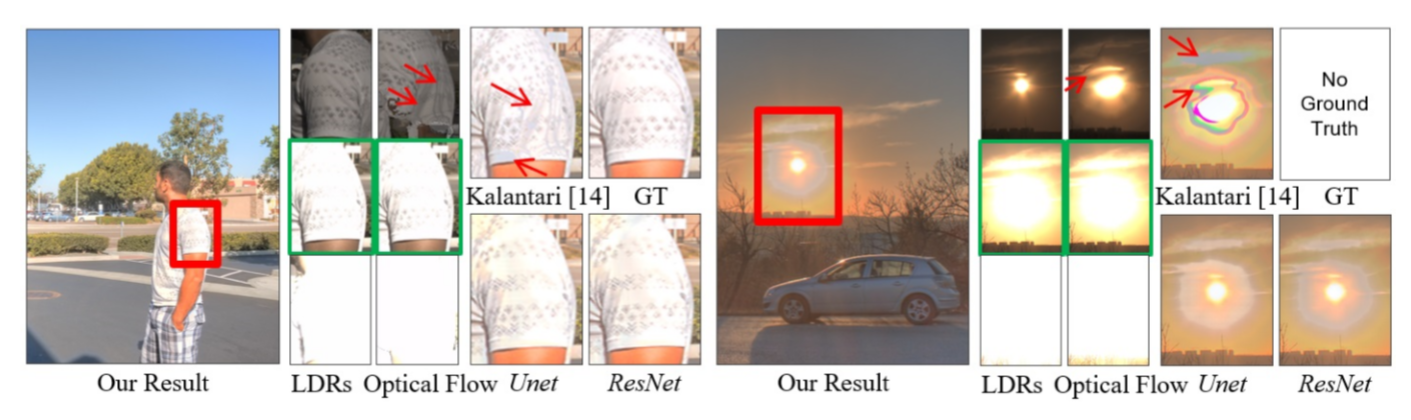 Kalantari [14] GT
Our Result LDRs Optical Flow Unet ResNet
No
Ground
Truth
Kalantari [14] GT
Our Result LDRs Optical Flow Unet ResNet